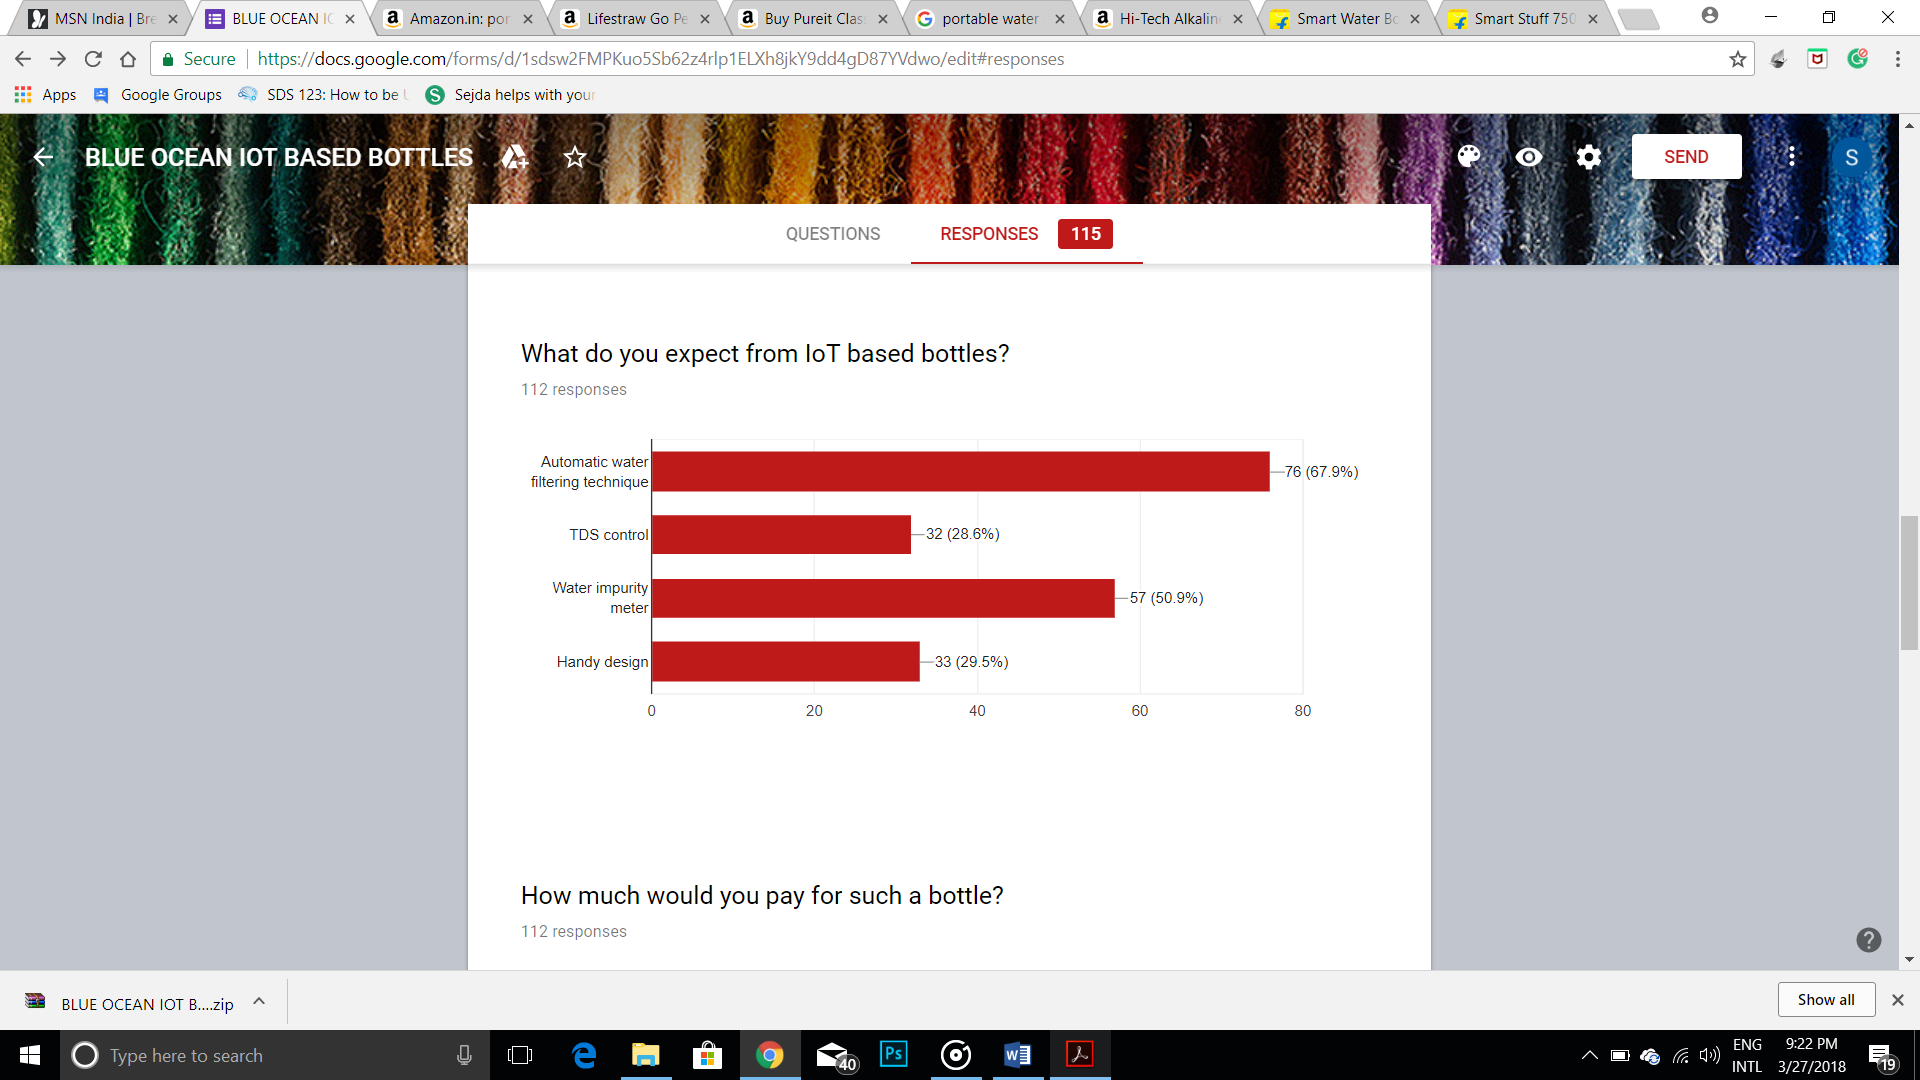 MSN India | Bre
BLUE OCEAN IO
Amazon.in: por
Lifestraw Go Pe
Buy Pureit Clas
portable water
Hi-Tech Alkalin
Smart Water Bo
Smart Stuff 750
Secure
https://docs.google.com/forms/d/1sdsw2FMPKuo5Sb62z4rlp1ELXh8jkY9dd4gD87YVdwo/edit#responses
Apps
Google Groups
SDS 123: How to be
Sejda helps with your
BLUE OCEAN IOT BASED BOTTLES
SEND
S
QUESTIONS
RESPONSES 115
What do you expect from IoT based bottles?
112 responses
Automatic water
filtering technique
76 (67.9%)
TDS control
32 (28.6%)
Water impurity
meter
57 (50.9%)
Handy design
33 (29.5%)
0 20 40 60 80
How much would you pay for such a bottle?
112 responses
BLUE OCEAN IOT B....zip
Show all
Type here to search
40
Ps
ENG
INTL
9:22 PM
3/27/2018
19